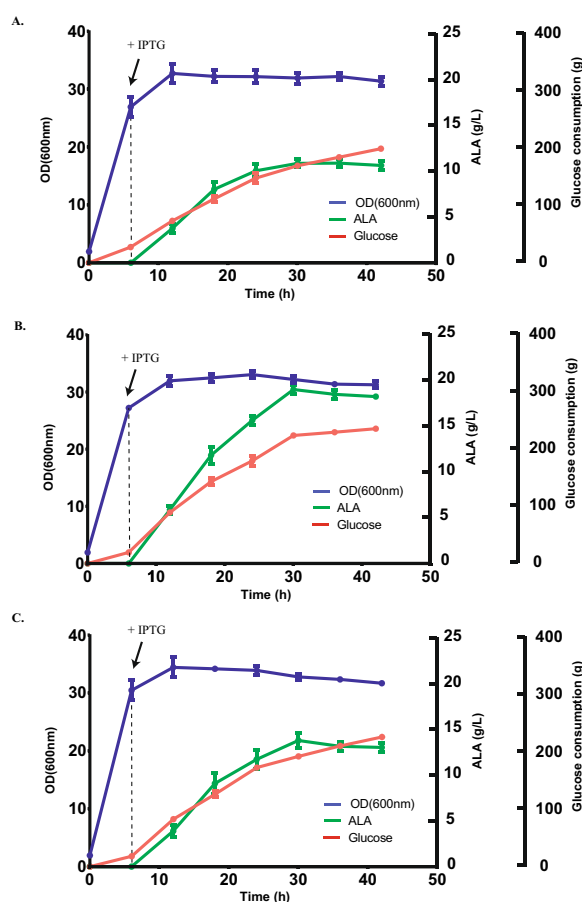 A.
+ IPTG
40
30
20
10
0
OD(600nm)
25
20
15
10
5
0
ALA (g/L)
400
300
200
100
0
Glucose consumption (g)
OD(600nm)
ALA
Glucose
0 10 20 30 40 50
Time (h)
B.
+ IPTG
40
30
20
10
0
OD(600nm)
25
20
15
10
5
0
ALA (g/L)
400
300
200
100
0
Glucose consumption (g)
OD(600nm)
ALA
Glucose
0 10 20 30 40 50
Time (h)
C.
+ IPTG
40
30
20
10
0
OD(600nm)
25
20
15
10
5
0
ALA (g/L)
400
300
200
100
0
Glucose consumption (g)
OD(600nm)
ALA
Glucose
0 10 20 30 40 50
Time (h)